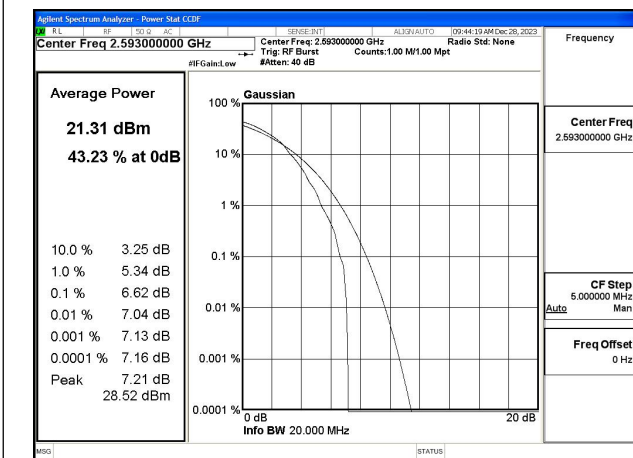 Agilent Spectrum Analyzer - Power Stat CCDF
RL RF 50 Ω AC SENSE:INT ALIGNAUTO 09:44:19 AM Dec 28, 2023
Center Freq 2.593000000 GHz
Center Freq: 2.593000000 GHz Radio Std: None
Trig: RF Burst Counts:1.00 M/1.00 Mpt
#IFGain:Low #Atten: 40 dB
Frequency
Average Power
21.31 dBm
43.23 % at 0dB
10.0 % 3.25 dB
1.0 % 5.34 dB
0.1 % 6.62 dB
0.01 % 7.04 dB
0.001 % 7.13 dB
0.0001 % 7.16 dB
Peak 7.21 dB
28.52 dBm
Gaussian
100 %
10 %
1 %
0.1 %
0.01 %
0.001 %
0.0001 %
0 dB 20 dB
Info BW 20.000 MHz
Center Freq
2.593000000 GHz
CF Step
5.000000 MHz
Auto Man
Freq Offset
0 Hz
MSG STATUS